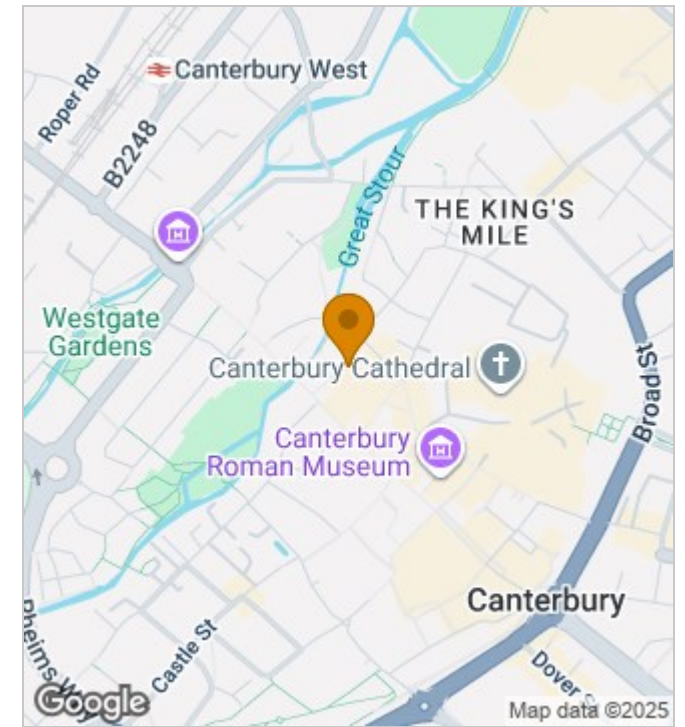 Canterbury West
Roper Rd
B2248
Great Stour
THE KING'S
MILE
Westgate
Gardens
Canterbury Cathedral
Broad St
Canterbury
Roman Museum
Canterbury
Castle St
Dover
Google
Map data ©2025